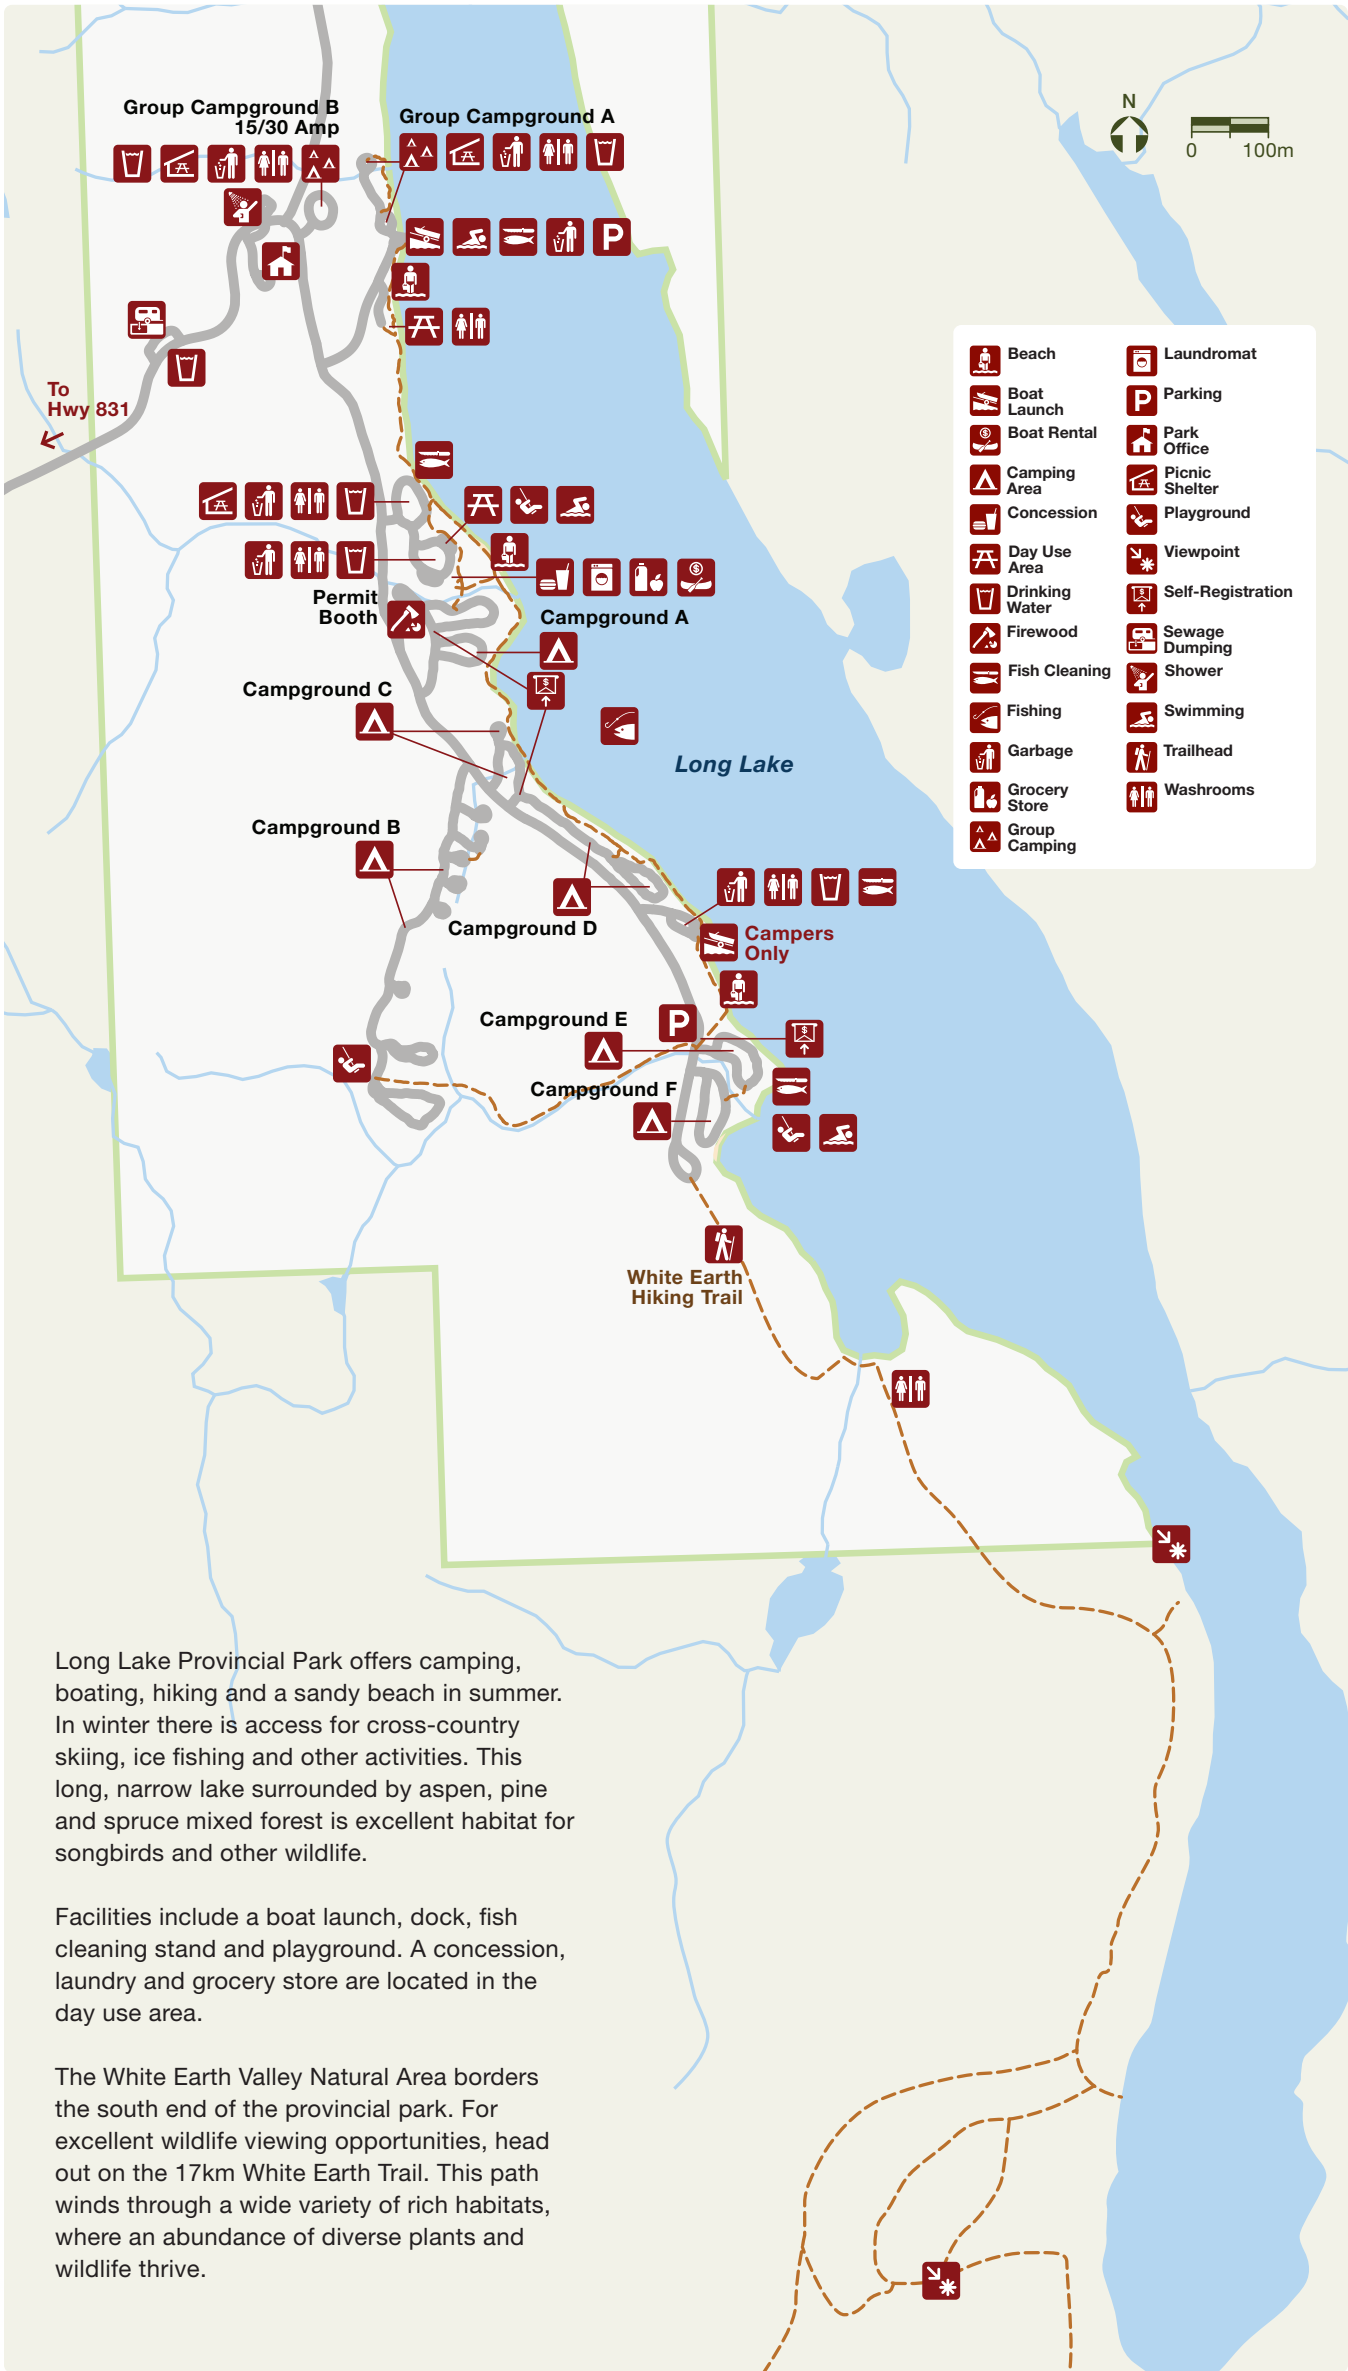 Group Campground B
15/30 Amp
Group Campground A
N
0 100m
P
To
Hwy 831
Beach
Boat
Launch
Boat Rental
Camping
Area
Concession
Day Use
Area
Drinking
Water
Firewood
Fish Cleaning
Fishing
Garbage
Grocery
Store
Group
Camping
Laundromat
P
Parking
Park
Office
Picnic
Shelter
Playground
Viewpoint
Self-Registration
Sewage
Dumping
Shower
Swimming
Trailhead
Washrooms
Permit
Booth
Campground A
Campground C
Long Lake
Campground B
Campground D
Campers
Only
P
Campground E
Campground F
White Earth
Hiking Trail
Long Lake Provincial Park offers camping,
boating, hiking and a sandy beach in summer.
In winter there is access for cross-country
skiing, ice fishing and other activities. This
long, narrow lake surrounded by aspen, pine
and spruce mixed forest is excellent habitat for
songbirds and other wildlife.
Facilities include a boat launch, dock, fish
cleaning stand and playground. A concession,
laundry and grocery store are located in the
day use area.
The White Earth Valley Natural Area borders
the south end of the provincial park. For
excellent wildlife viewing opportunities, head
out on the 17km White Earth Trail. This path
winds through a wide variety of rich habitats,
where an abundance of diverse plants and
wildlife thrive.